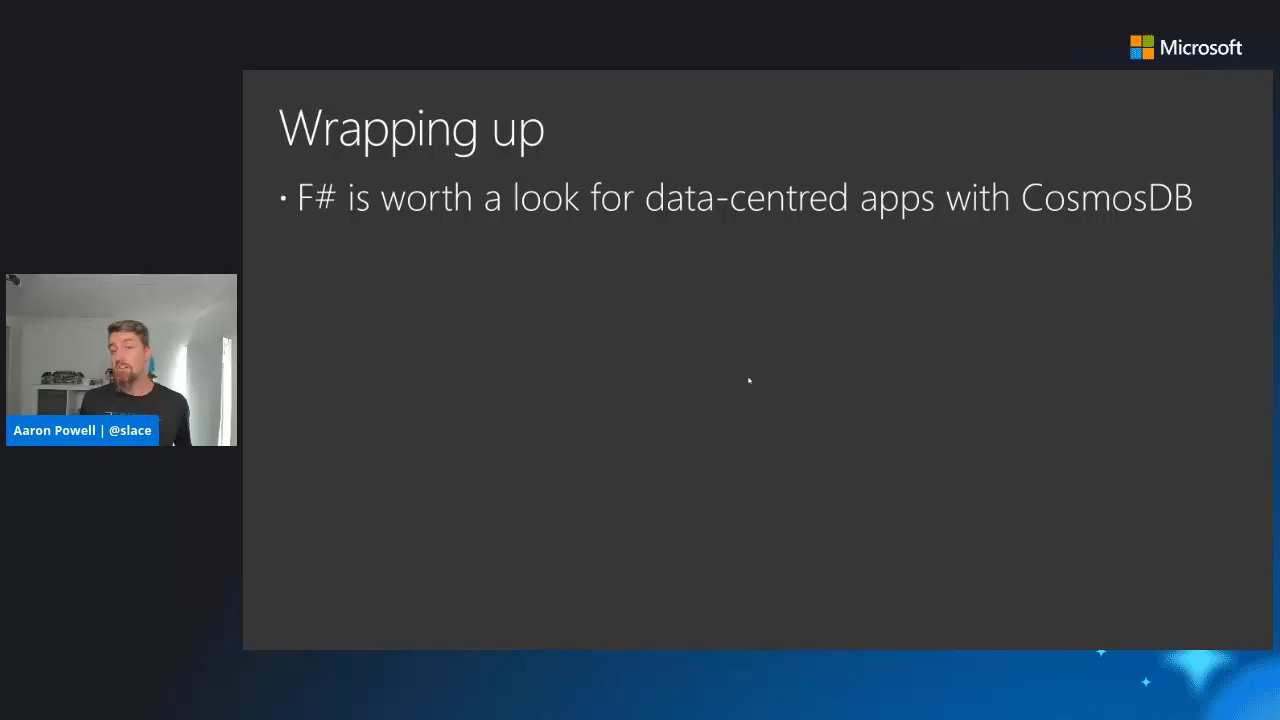 Microsoft
Wrapping up
• F# is worth a look for data-centred apps with CosmosDB
Aaron Powell | @slace